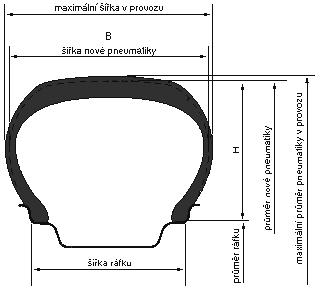 maximální šířka v provozu
B
šířka nové pneumatiky
H
průměr ráfku
průměr nové pneumatiky
maximální průměr pneumatiky v provozu
šířka ráfku